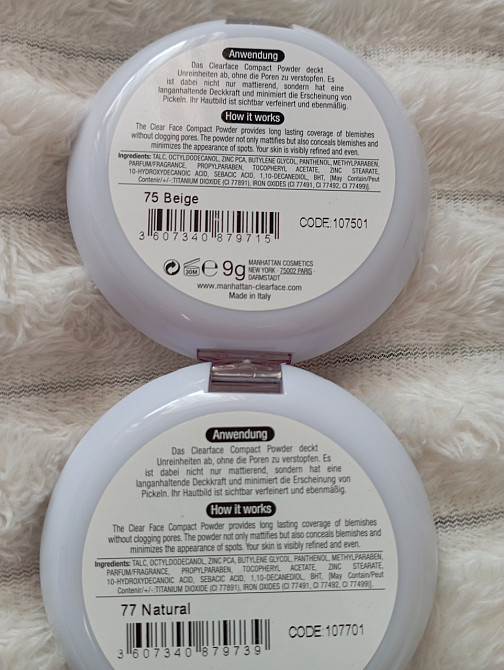 Anwendung
Das Clearface Compact Powder deckt
Unreinheiten ab, ohne die Poren zu verstopfen. Es
ist dabei nicht nur mattierend, sondern hat eine
langanhaltende Deckkraft und minimiert die Erscheinung von
Pickeln. Ihr Hautbild ist sichtbar verfeinert und ebenmäßig.
How it works
The Clear Face Compact Powder provides long lasting coverage of blemishes
without clogging pores. The powder not only mattifies but also conceals blemishes and
minimizes the appearance of spots. Your skin is visibly refined and even.
Ingredients: TALC, OCTYLDODECANOL, ZINC PCA, BUTYLENE GLYCOL, PANTHENOL, METHYLPARABEN,
PARFUM/FRAGRANCE, PROPYLPARABEN, TOCOPHERYL ACETATE, ZINC STEARATE,
10-HYDROXYDECANOIC ACID, SEBACIC ACID, 1,10-DECANEDIOL, BHT, [May Contain/Peut
Contenir/+/-:TITANIUM DIOXIDE (CI 77891), IRON OXIDES (CI 77491, CI 77492, CI 77499)].
75 Beige
CODE:107501
3 607340 879715
30M
e 9g
MANHATTAN COSMETICS
NEW YORK · 75002 PARIS ·
DARMSTADT
www.manhattan-clearface.com
Made in Italy
Anwendung
Das Clearface Compact Powder deckt
Unreinheiten ab, ohne die Poren zu verstopfen. Es
ist dabei nicht nur mattierend, sondern hat eine
langanhaltende Deckkraft und minimiert die Erscheinung von
Pickeln. Ihr Hautbild ist sichtbar verfeinert und ebenmäßig.
How it works
The Clear Face Compact Powder provides long lasting coverage of blemishes
without clogging pores. The powder not only mattifies but also conceals blemishes and
minimizes the appearance of spots. Your skin is visibly refined and even.
Ingredients: TALC, OCTYLDODECANOL, ZINC PCA, BUTYLENE GLYCOL, PANTHENOL, METHYLPARABEN,
PARFUM/FRAGRANCE, PROPYLPARABEN, TOCOPHERYL ACETATE, ZINC STEARATE,
10-HYDROXYDECANOIC ACID, SEBACIC ACID, 1,10-DECANEDIOL, BHT, [May Contain/Peut
Contenir/+/-:TITANIUM DIOXIDE (CI 77891), IRON OXIDES (CI 77491, CI 77492, CI 77499)].
77 Natural
CODE:107701
3 607340 879739